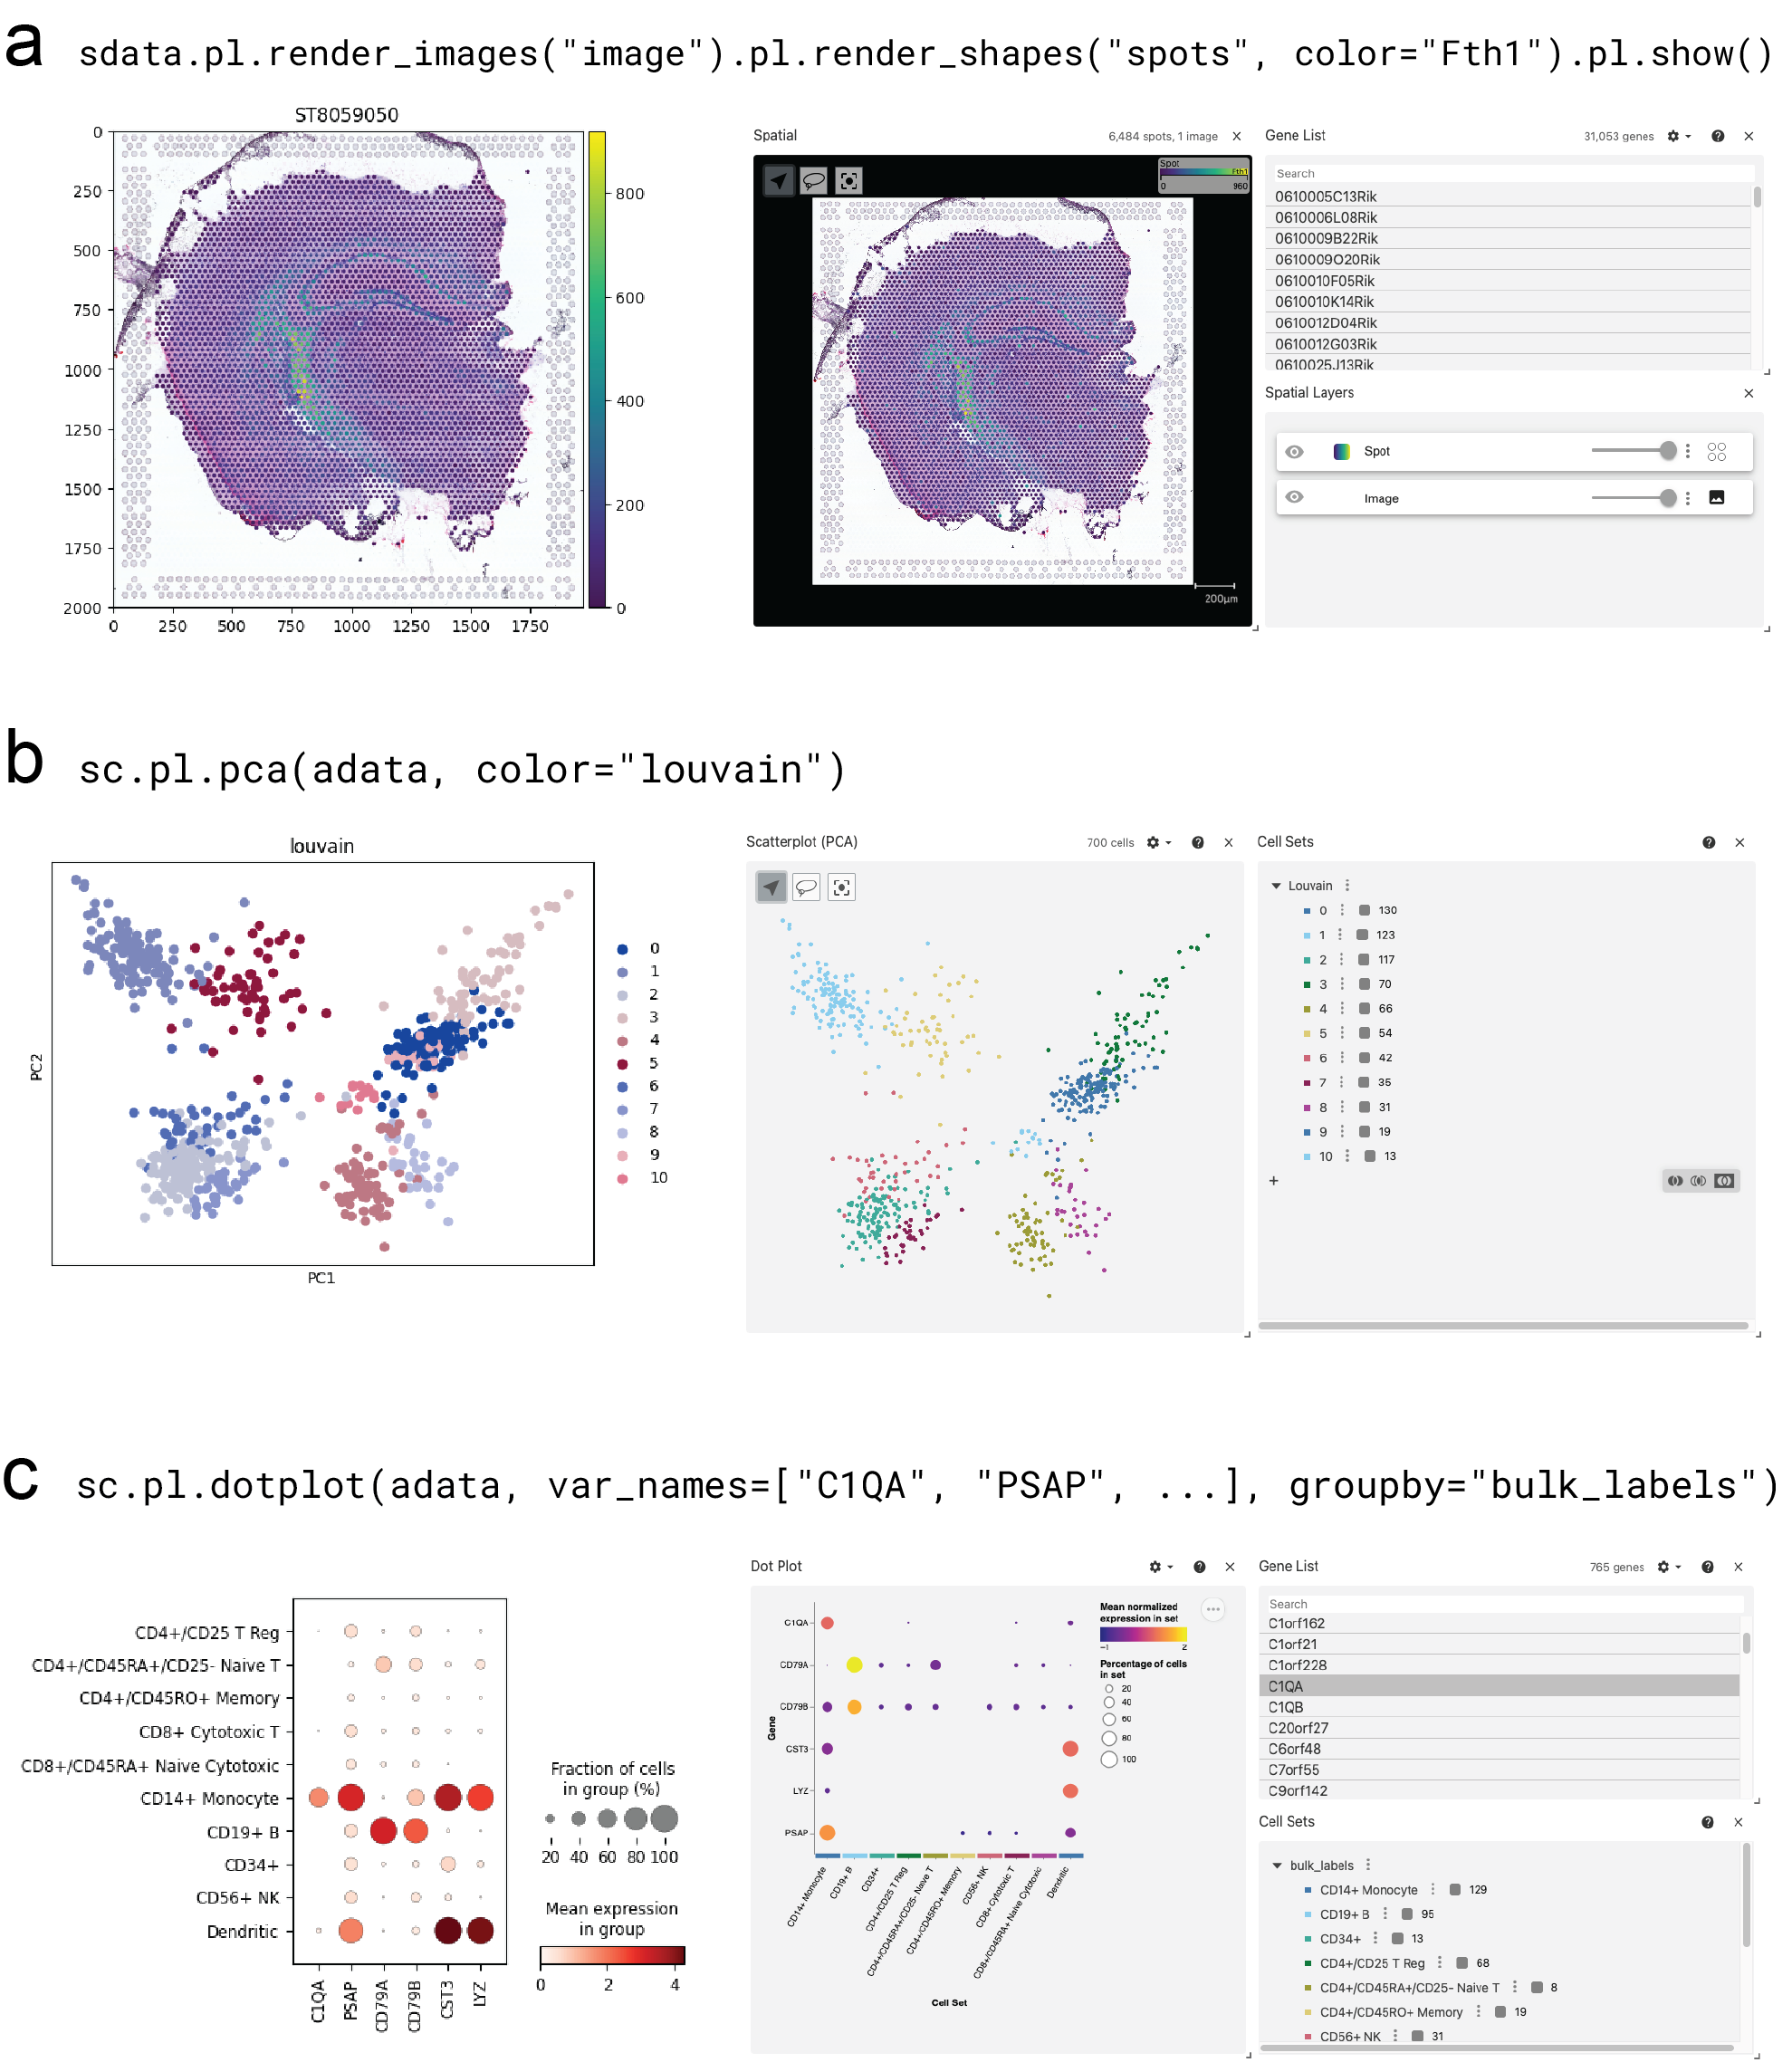 a sdata.pl.render_images("image").pl.render_shapes("spots", color="Fth1").pl.show()
ST8059050
0
250
500
750
1000
1250
1500
1750
2000
0 250 500 750 1000 1250 1500 1750
800
600
400
200
0
Spatial 6,484 spots, 1 image
Spot
Fth1
0 960
200μm
Gene List 31,053 genes
Search
0610005C13Rik
0610006L08Rik
0610009B22Rik
0610009O20Rik
0610010F05Rik
0610010K14Rik
0610012D04Rik
0610012G03Rik
0610025J13Rik
Spatial Layers
Spot
Image
b sc.pl.pca(adata, color="louvain")
louvain
PC2
PC1
0
1
2
3
4
5
6
7
8
9
10
Scatterplot (PCA) 700 cells
Cell Sets
Louvain
0 130
1 123
2 117
3 70
4 66
5 54
6 42
7 35
8 31
9 19
10 13
+
c sc.pl.dotplot(adata, var_names=["C1QA", "PSAP", ...], groupby="bulk_labels")
CD4+/CD25 T Reg
CD4+/CD45RA+/CD25- Naive T
CD4+/CD45RO+ Memory
CD8+ Cytotoxic T
CD8+/CD45RA+ Naive Cytotoxic
CD14+ Monocyte
CD19+ B
CD34+
CD56+ NK
Dendritic
C1QA PSAP CD79A CD79B CST3 LYZ
Fraction of cells
in group (%)
20 40 60 80 100
Mean expression
in group
0 2 4
Dot Plot
C1QA
CD79A
CD79B
CST3
LYZ
PSAP
Gene
CD14+ Monocyte
CD19+ B
CD34+
CD4+/CD25 T Reg
CD4+/CD45RA+/CD25- Naive T
CD4+/CD45RO+ Memory
CD56+ NK
CD8+ Cytotoxic T
CD8+/CD45RA+ Naive Cytotoxic
Dendritic
Cell Set
Mean normalized
expression in set
-1 2
Percentage of cells
in set
20
40
60
80
100
Gene List 765 genes
Search
C1orf162
C1orf21
C1orf228
C1QA
C1QB
C20orf27
C6orf48
C7orf55
C9orf142
Cell Sets
bulk_labels
CD14+ Monocyte 129
CD19+ B 95
CD34+ 13
CD4+/CD25 T Reg 68
CD4+/CD45RA+/CD25- Naive T 8
CD4+/CD45RO+ Memory 19
CD56+ NK 31